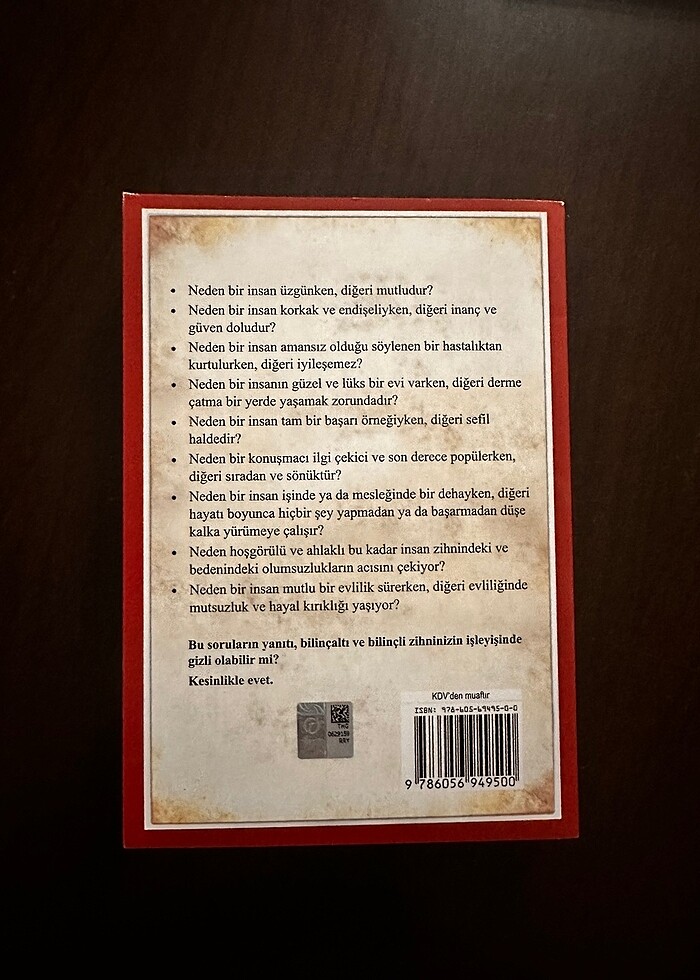 • Neden bir insan üzgünken, diğeri mutludur?
• Neden bir insan korkak ve endişeliyken, diğeri inanç ve
güven doludur?
• Neden bir insan amansız olduğu söylenen bir hastalıktan
kurtulurken, diğeri iyileşemez?
• Neden bir insanın güzel ve lüks bir evi varken, diğeri derme
çatma bir yerde yaşamak zorundadır?
• Neden bir insan tam bir başarı örneğiyken, diğeri sefil
haldedir?
• Neden bir konuşmacı ilgi çekici ve son derece popülerken,
diğeri sıradan ve sönüktür?
• Neden bir insan işinde ya da mesleğinde bir dehayken, diğeri
hayatı boyunca hiçbir şey yapmadan ya da başarmadan düşe
kalka yürümeye çalışır?
• Neden hoşgörülü ve ahlaklı bu kadar insan zihnindeki ve
bedenindeki olumsuzlukların acısını çekiyor?
• Neden bir insan mutlu bir evlilik sürerken, diğeri evliliğinde
mutsuzluk ve hayal kırıklığı yaşıyor?
Bu soruların yanıtı, bilinçaltı ve bilinçli zihninizin işleyişinde
gizli olabilir mi?
Kesinlikle evet.
KDV'den muaftır
ISBN: 978-605-69495-0-0
9 786056 949500